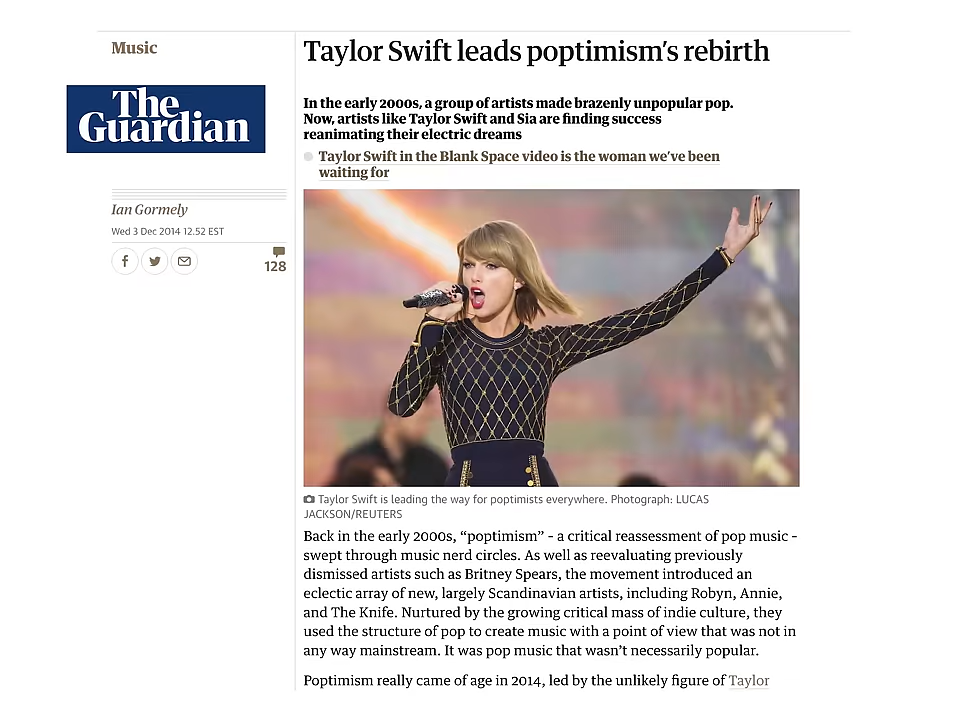 Music
Taylor Swift leads poptimism's rebirth
The
Guardian
In the early 2000s, a group of artists made brazenly unpopular pop.
Now, artists like Taylor Swift and Sia are finding success
reanimating their electric dreams
Taylor Swift in the Blank Space video is the woman we've been
waiting for
Ian Gormely
Wed 3 Dec 2014 12.52 EST
128
Taylor Swift is leading the way for poptimists everywhere. Photograph: LUCAS
JACKSON/REUTERS
Back in the early 2000s, “poptimism” – a critical reassessment of pop music –
swept through music nerd circles. As well as reevaluating previously
dismissed artists such as Britney Spears, the movement introduced an
eclectic array of new, largely Scandinavian artists, including Robyn, Annie,
and The Knife. Nurtured by the growing critical mass of indie culture, they
used the structure of pop to create music with a point of view that was not in
any way mainstream. It was pop music that wasn't necessarily popular.
Poptimism really came of age in 2014, led by the unlikely figure of Taylor